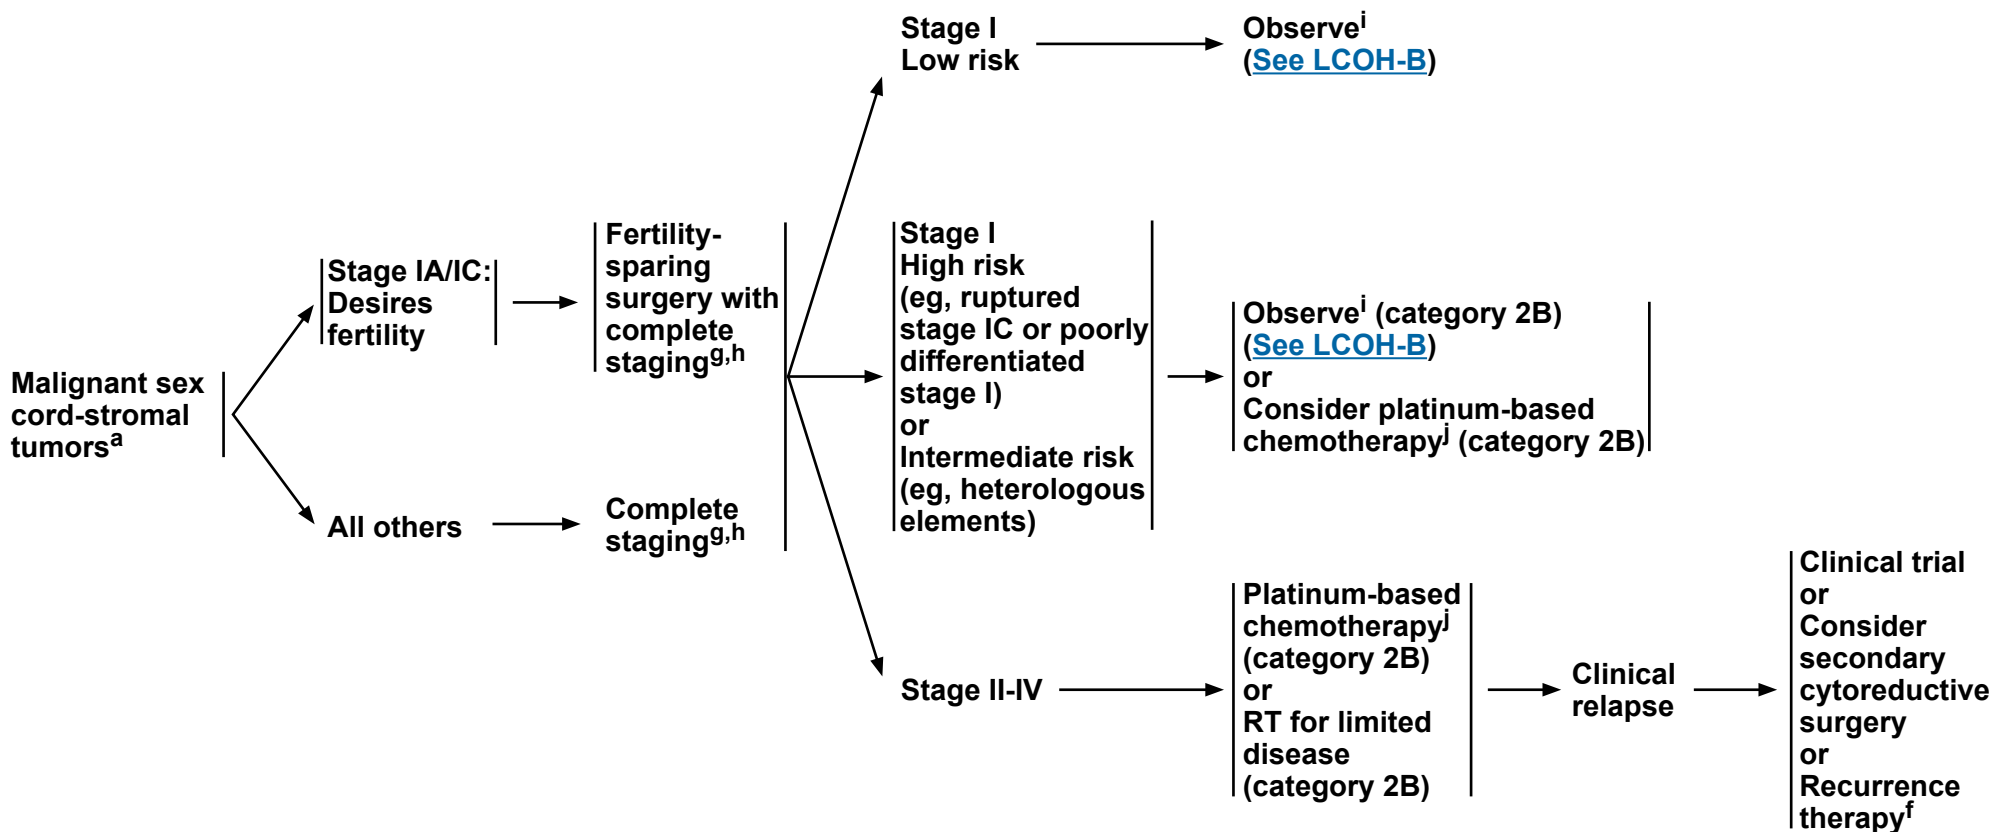 Malignant sex
cord-stromal
tumorsa
Stage IA/IC:
Desires
fertility
All others
Fertility-
sparing
surgery with
complete
stagingg,h
Complete
stagingg,h
Stage I
Low risk
Observei
(See LCOH-B)
Stage I
High risk
(eg, ruptured
stage IC or poorly
differentiated
stage I)
or
Intermediate risk
(eg, heterologous
elements)
Observei (category 2B)
(See LCOH-B)
or
Consider platinum-based
chemotherapyj (category 2B)
Stage II-IV
Platinum-based
chemotherapyj
(category 2B)
or
RT for limited
disease
(category 2B)
Clinical
relapse
Clinical trial
or
Consider
secondary
cytoreductive
surgery
or
Recurrence
therapyf